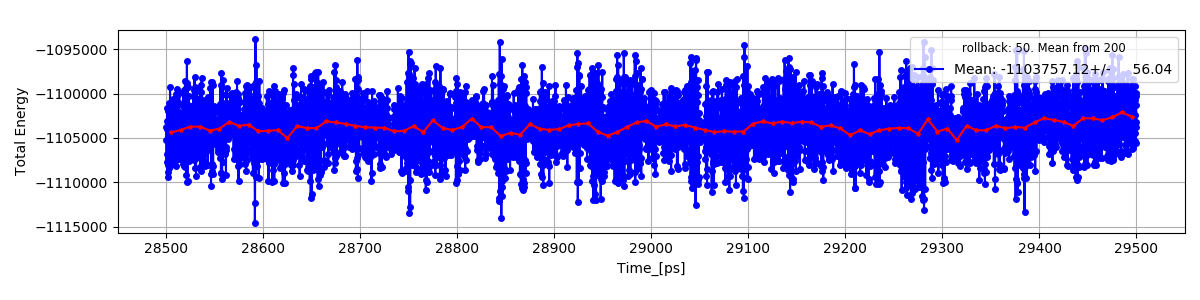 rollback: 50. Mean from 200
Mean: -1103757.12+/- 56.04
Total Energy
−1095000
−1100000
−1105000
−1110000
−1115000
28500 28600 28700 28800 28900 29000 29100 29200 29300 29400 29500
Time_[ps]